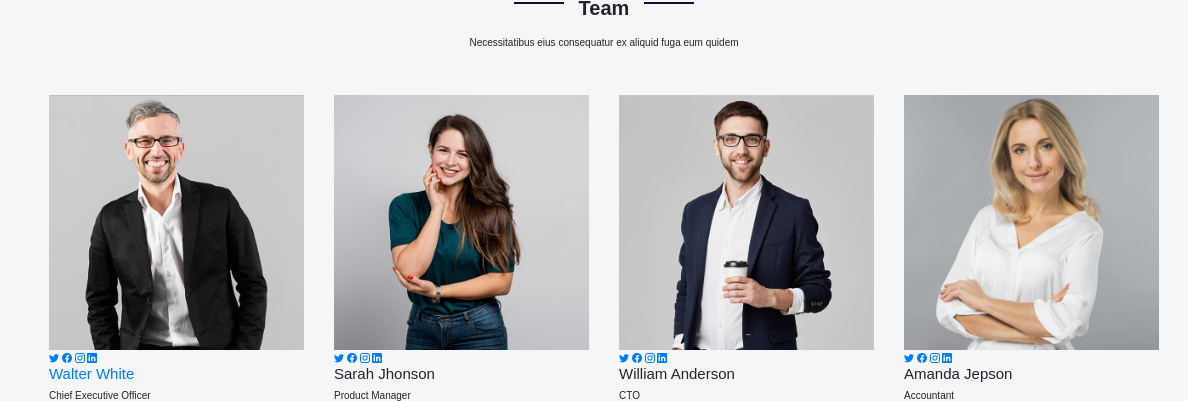 Team
Necessitatibus eius consequatur ex aliquid fuga eum quidem
Walter White
Chief Executive Officer
Sarah Jhonson
Product Manager
William Anderson
CTO
Amanda Jepson
Accountant